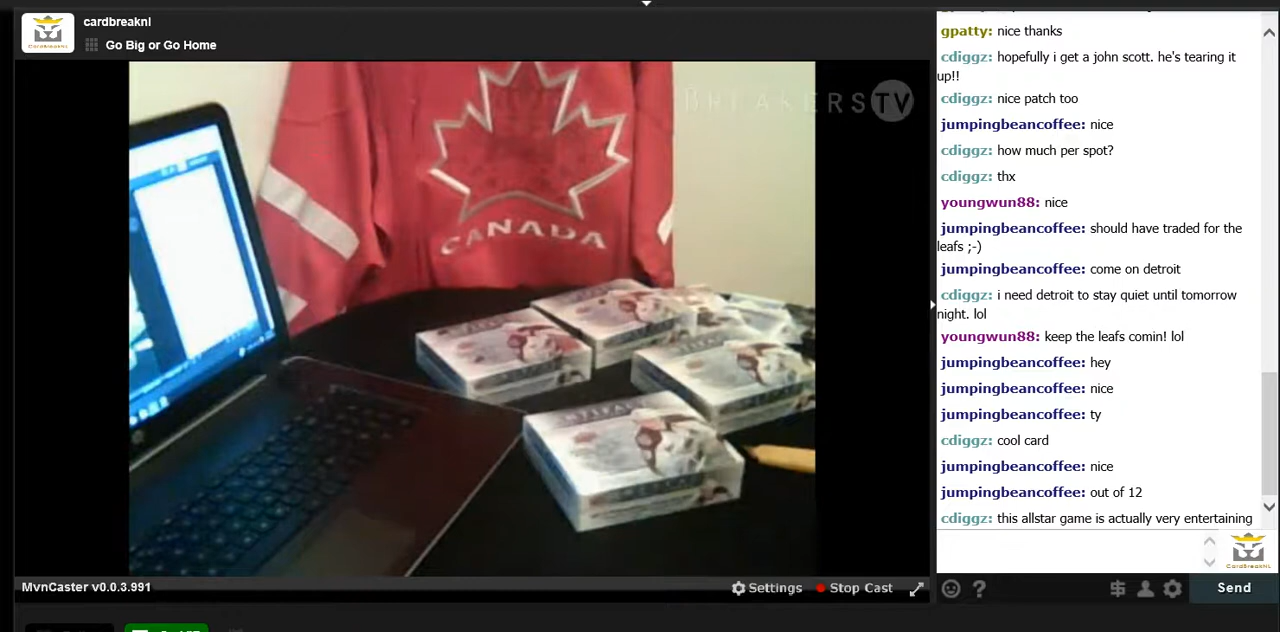 cardbreaknl
CardBreakNL
Go Big or Go Home
BREAKERSTV
CANADA
gpatty: nice thanks
cdiggz: hopefully i get a john scott. he's tearing it
up!!
cdiggz: nice patch too
jumpingbeancoffee: nice
cdiggz: how much per spot?
cdiggz: thx
youngwun88: nice
jumpingbeancoffee: should have traded for the
leafs ;-)
jumpingbeancoffee: come on detroit
cdiggz: i need detroit to stay quiet until tomorrow
night. lol
youngwun88: keep the leafs comin! lol
jumpingbeancoffee: hey
jumpingbeancoffee: nice
jumpingbeancoffee: ty
cdiggz: cool card
jumpingbeancoffee: nice
jumpingbeancoffee: out of 12
cdiggz: this allstar game is actually very entertaining
CardBreakNL
MvnCaster v0.0.3.991
Settings
Stop Cast
Send